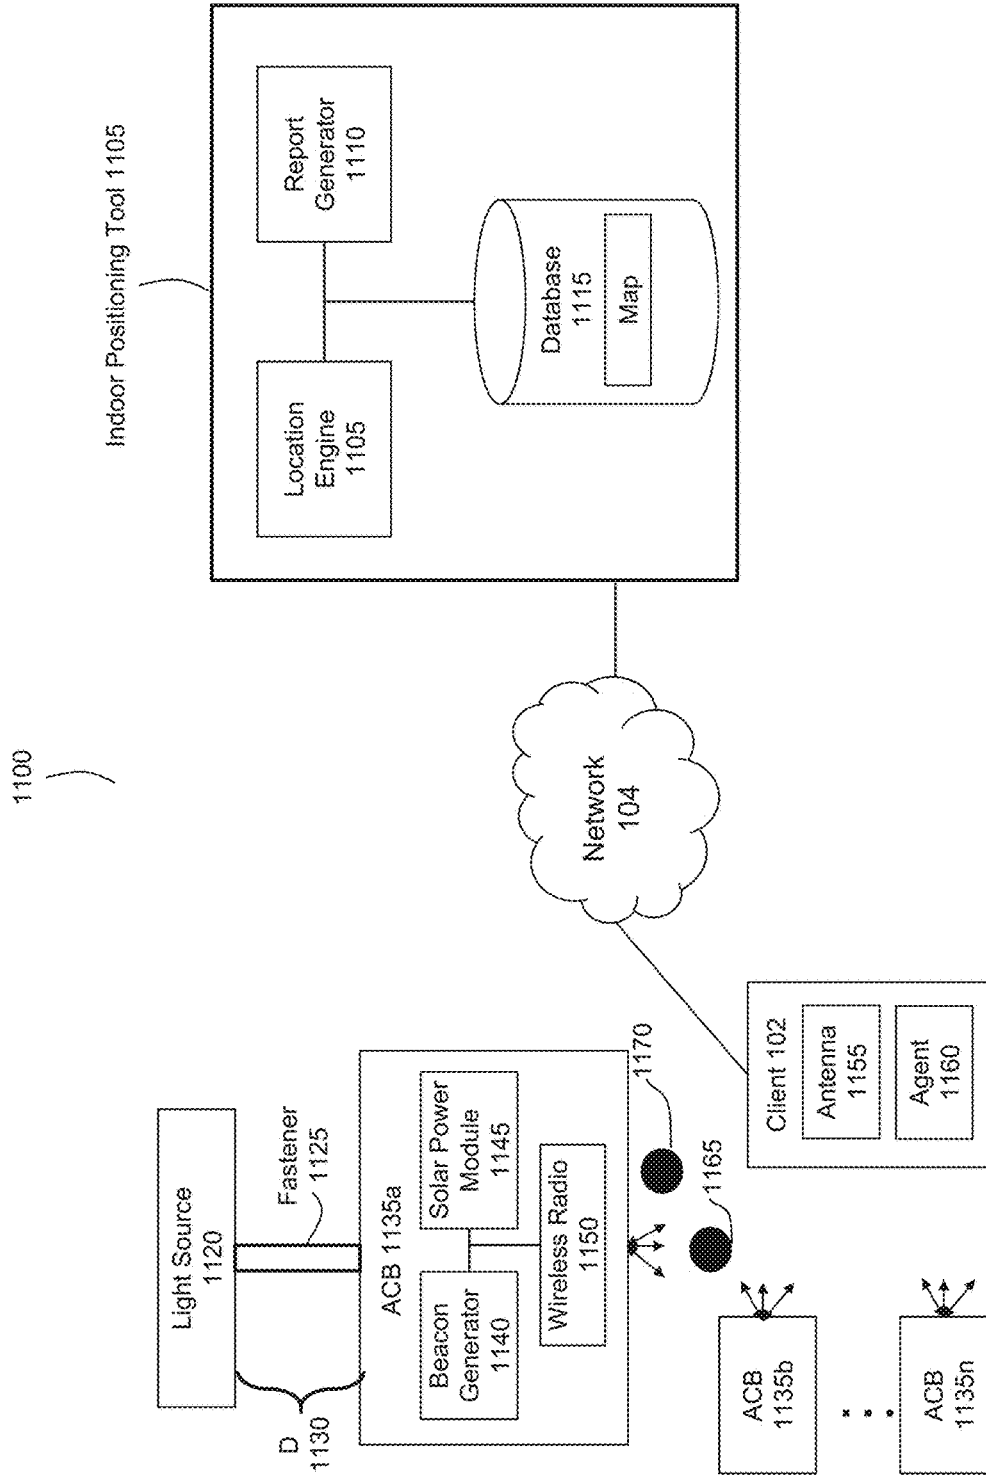 1100
Light Source
1120
Fastener
1125
D
1130
ACB 1135a
Beacon
Generator
1140
Solar Power
Module
1145
Wireless Radio
1150
1170
1165
ACB
1135b
ACB
1135n
Client 102
Antenna
1155
Agent
1160
Network
104
Indoor Positioning Tool 1105
Location
Engine
1105
Report
Generator
1110
Database
1115
Map